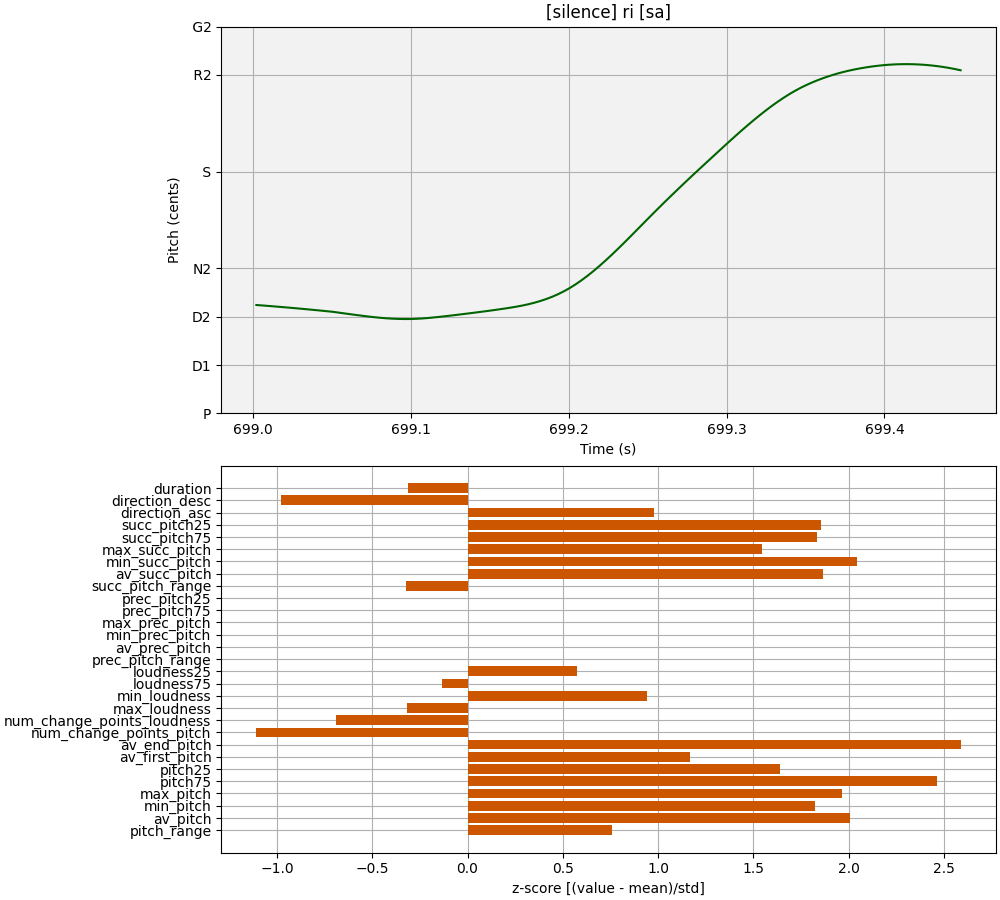 [silence] ri [sa]
G2
R2
S
N2
D2
D1
P
Pitch (cents)
699.0 699.1 699.2 699.3 699.4
Time (s)
duration
direction_desc
direction_asc
succ_pitch25
succ_pitch75
max_succ_pitch
min_succ_pitch
av_succ_pitch
succ_pitch_range
prec_pitch25
prec_pitch75
max_prec_pitch
min_prec_pitch
av_prec_pitch
prec_pitch_range
loudness25
loudness75
min_loudness
max_loudness
num_change_points_loudness
num_change_points_pitch
av_end_pitch
av_first_pitch
pitch25
pitch75
max_pitch
min_pitch
av_pitch
pitch_range
−1.0 −0.5 0.0 0.5 1.0 1.5 2.0 2.5
z-score [(value - mean)/std]